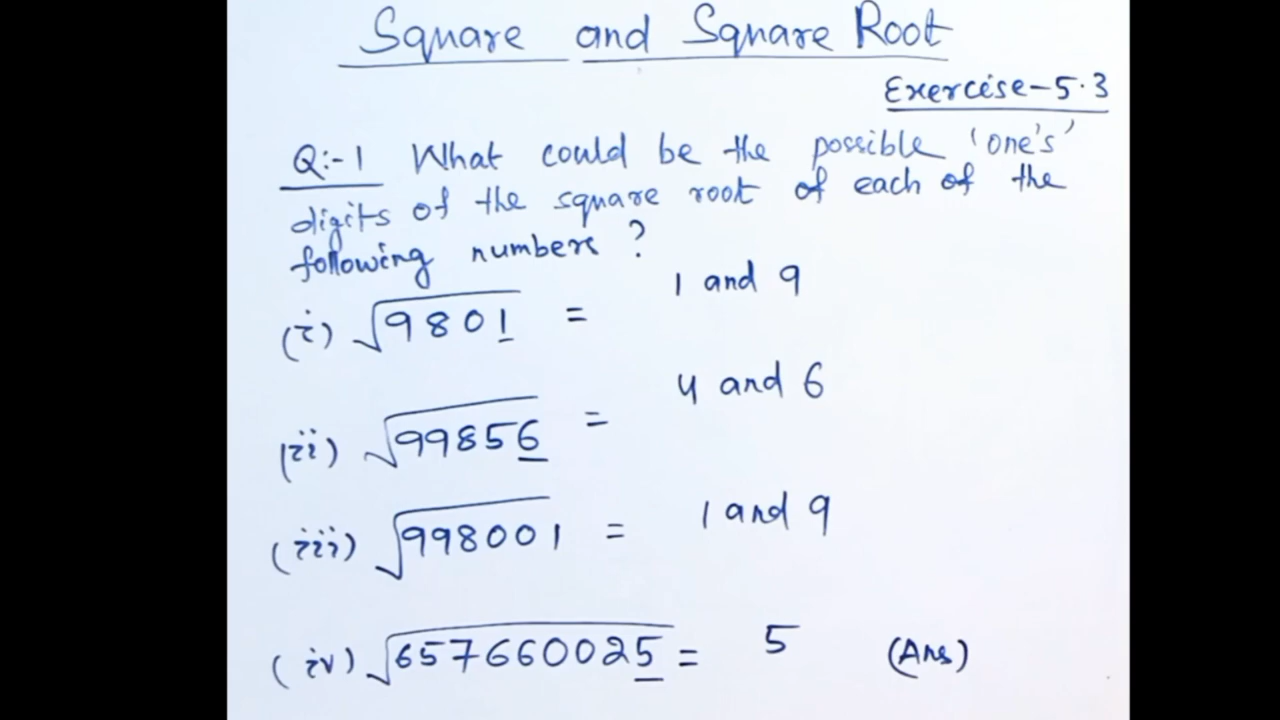 Square and Square Root
Exercise-5.3
Q:-1 What could be the possible 'one's'
digits of the square root of each of the
following numbers ?
(i) √9801 = 1 and 9
(ii) √99856 = 4 and 6
(iii) √998001 = 1 and 9
(iv) √657660025 = 5 (Ans)